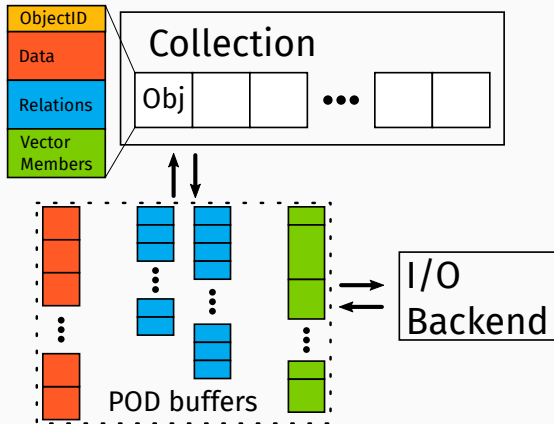 ObjectID
Data
Relations
Vector
Members
Collection
Obj
POD buffers
I/O
Backend